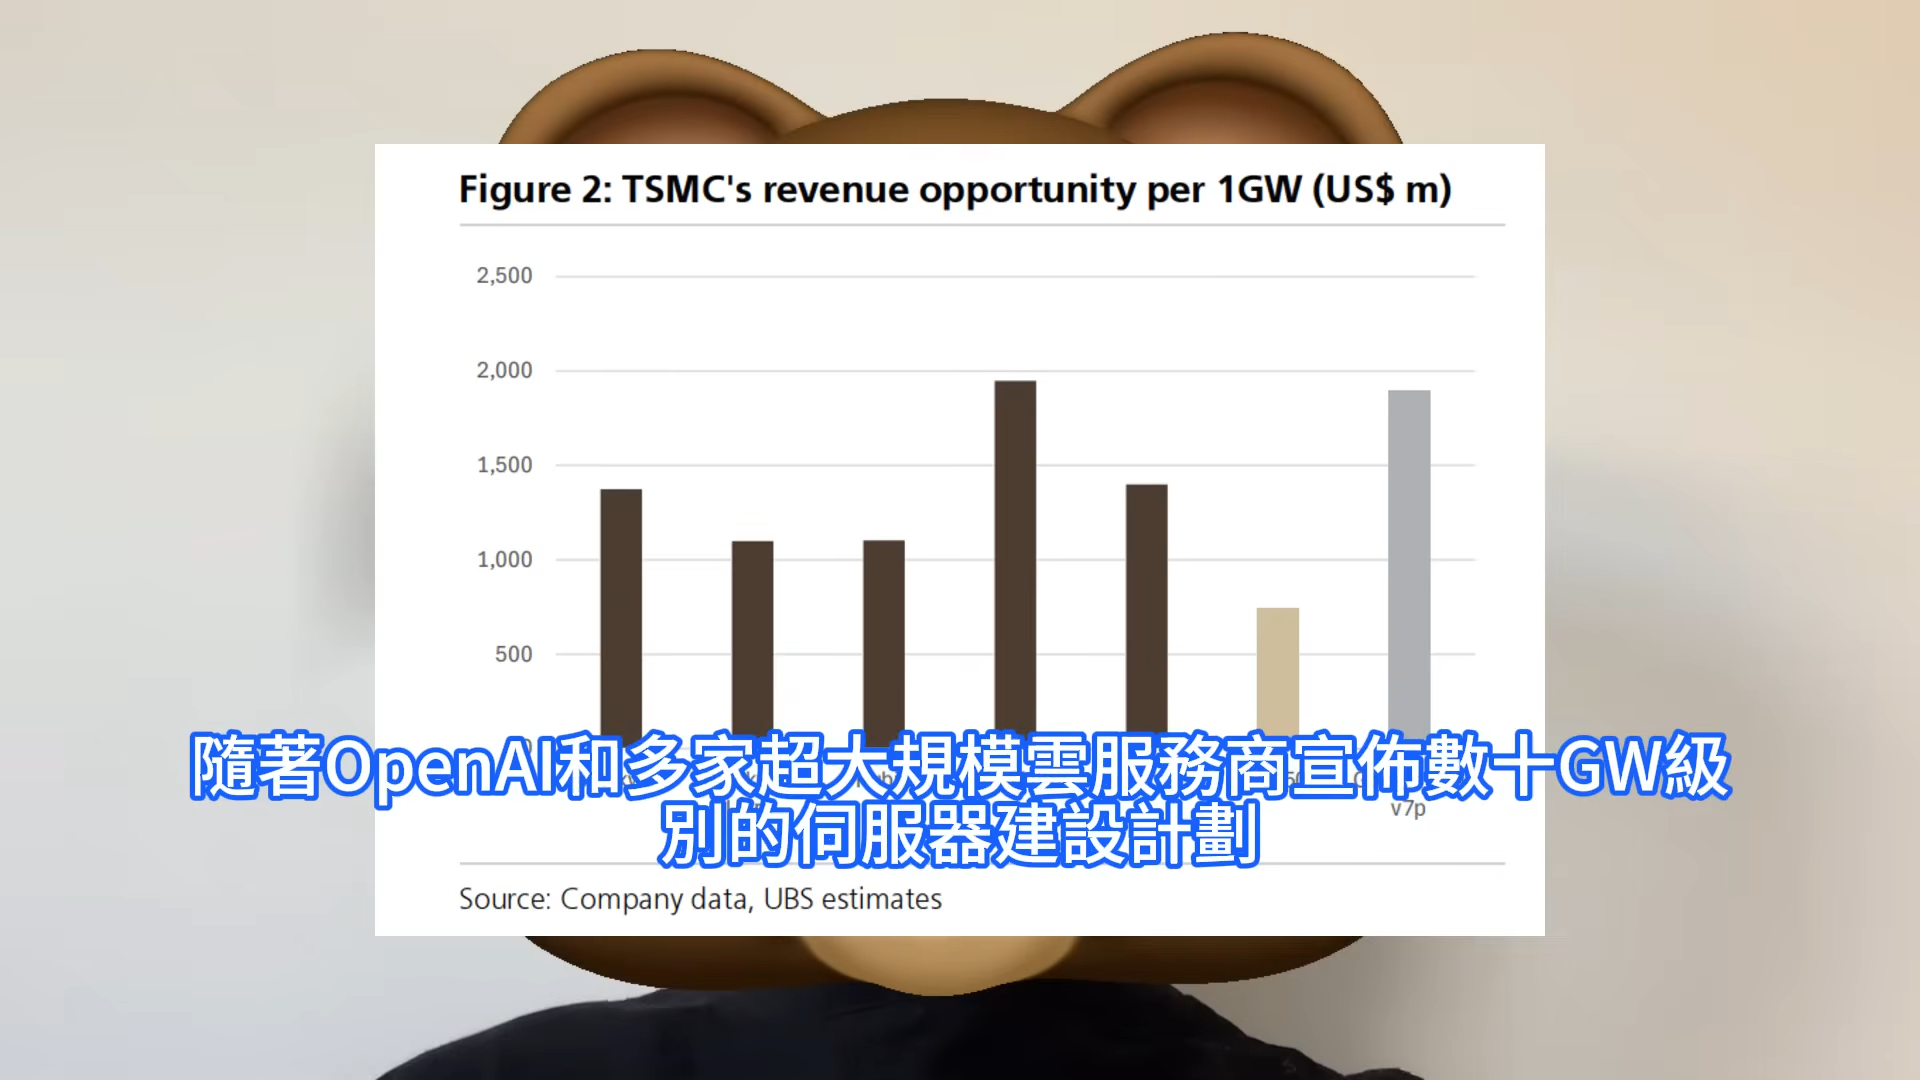 Figure 2: TSMC's revenue opportunity per 1GW (US$ m)
2,500
2,000
1,500
1,000
500
隨著OpenAI和多家超大規模雲服務商宣佈數十GW級
別的伺服器建設計劃
v7p
Source: Company data, UBS estimates